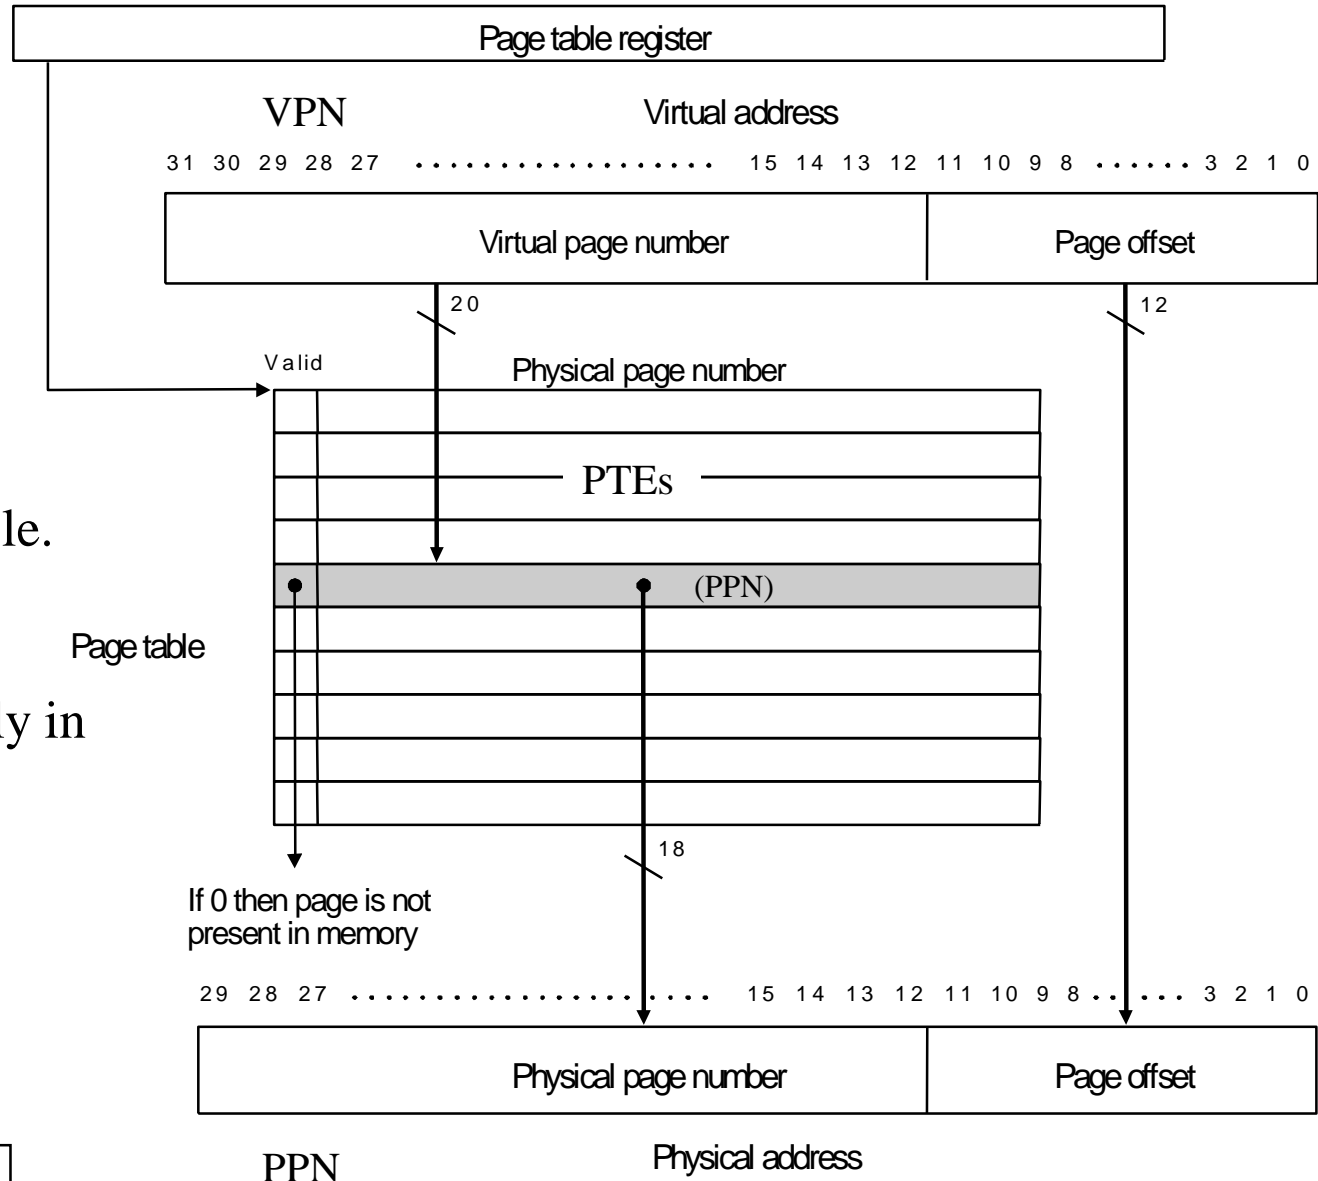 Page table register
VPN Virtual address
31 30 29 28 27 .................. 15 14 13 12 11 10 9 8 ...... 3 2 1 0
Virtual page number Page offset
20 12
Valid Physical page number
PTEs
le.
(PPN)
Page table
ly in
18
If 0 then page is not
present in memory
29 28 27 ...................... 15 14 13 12 11 10 9 8 ...... 3 2 1 0
Physical page number Page offset
PPN Physical address